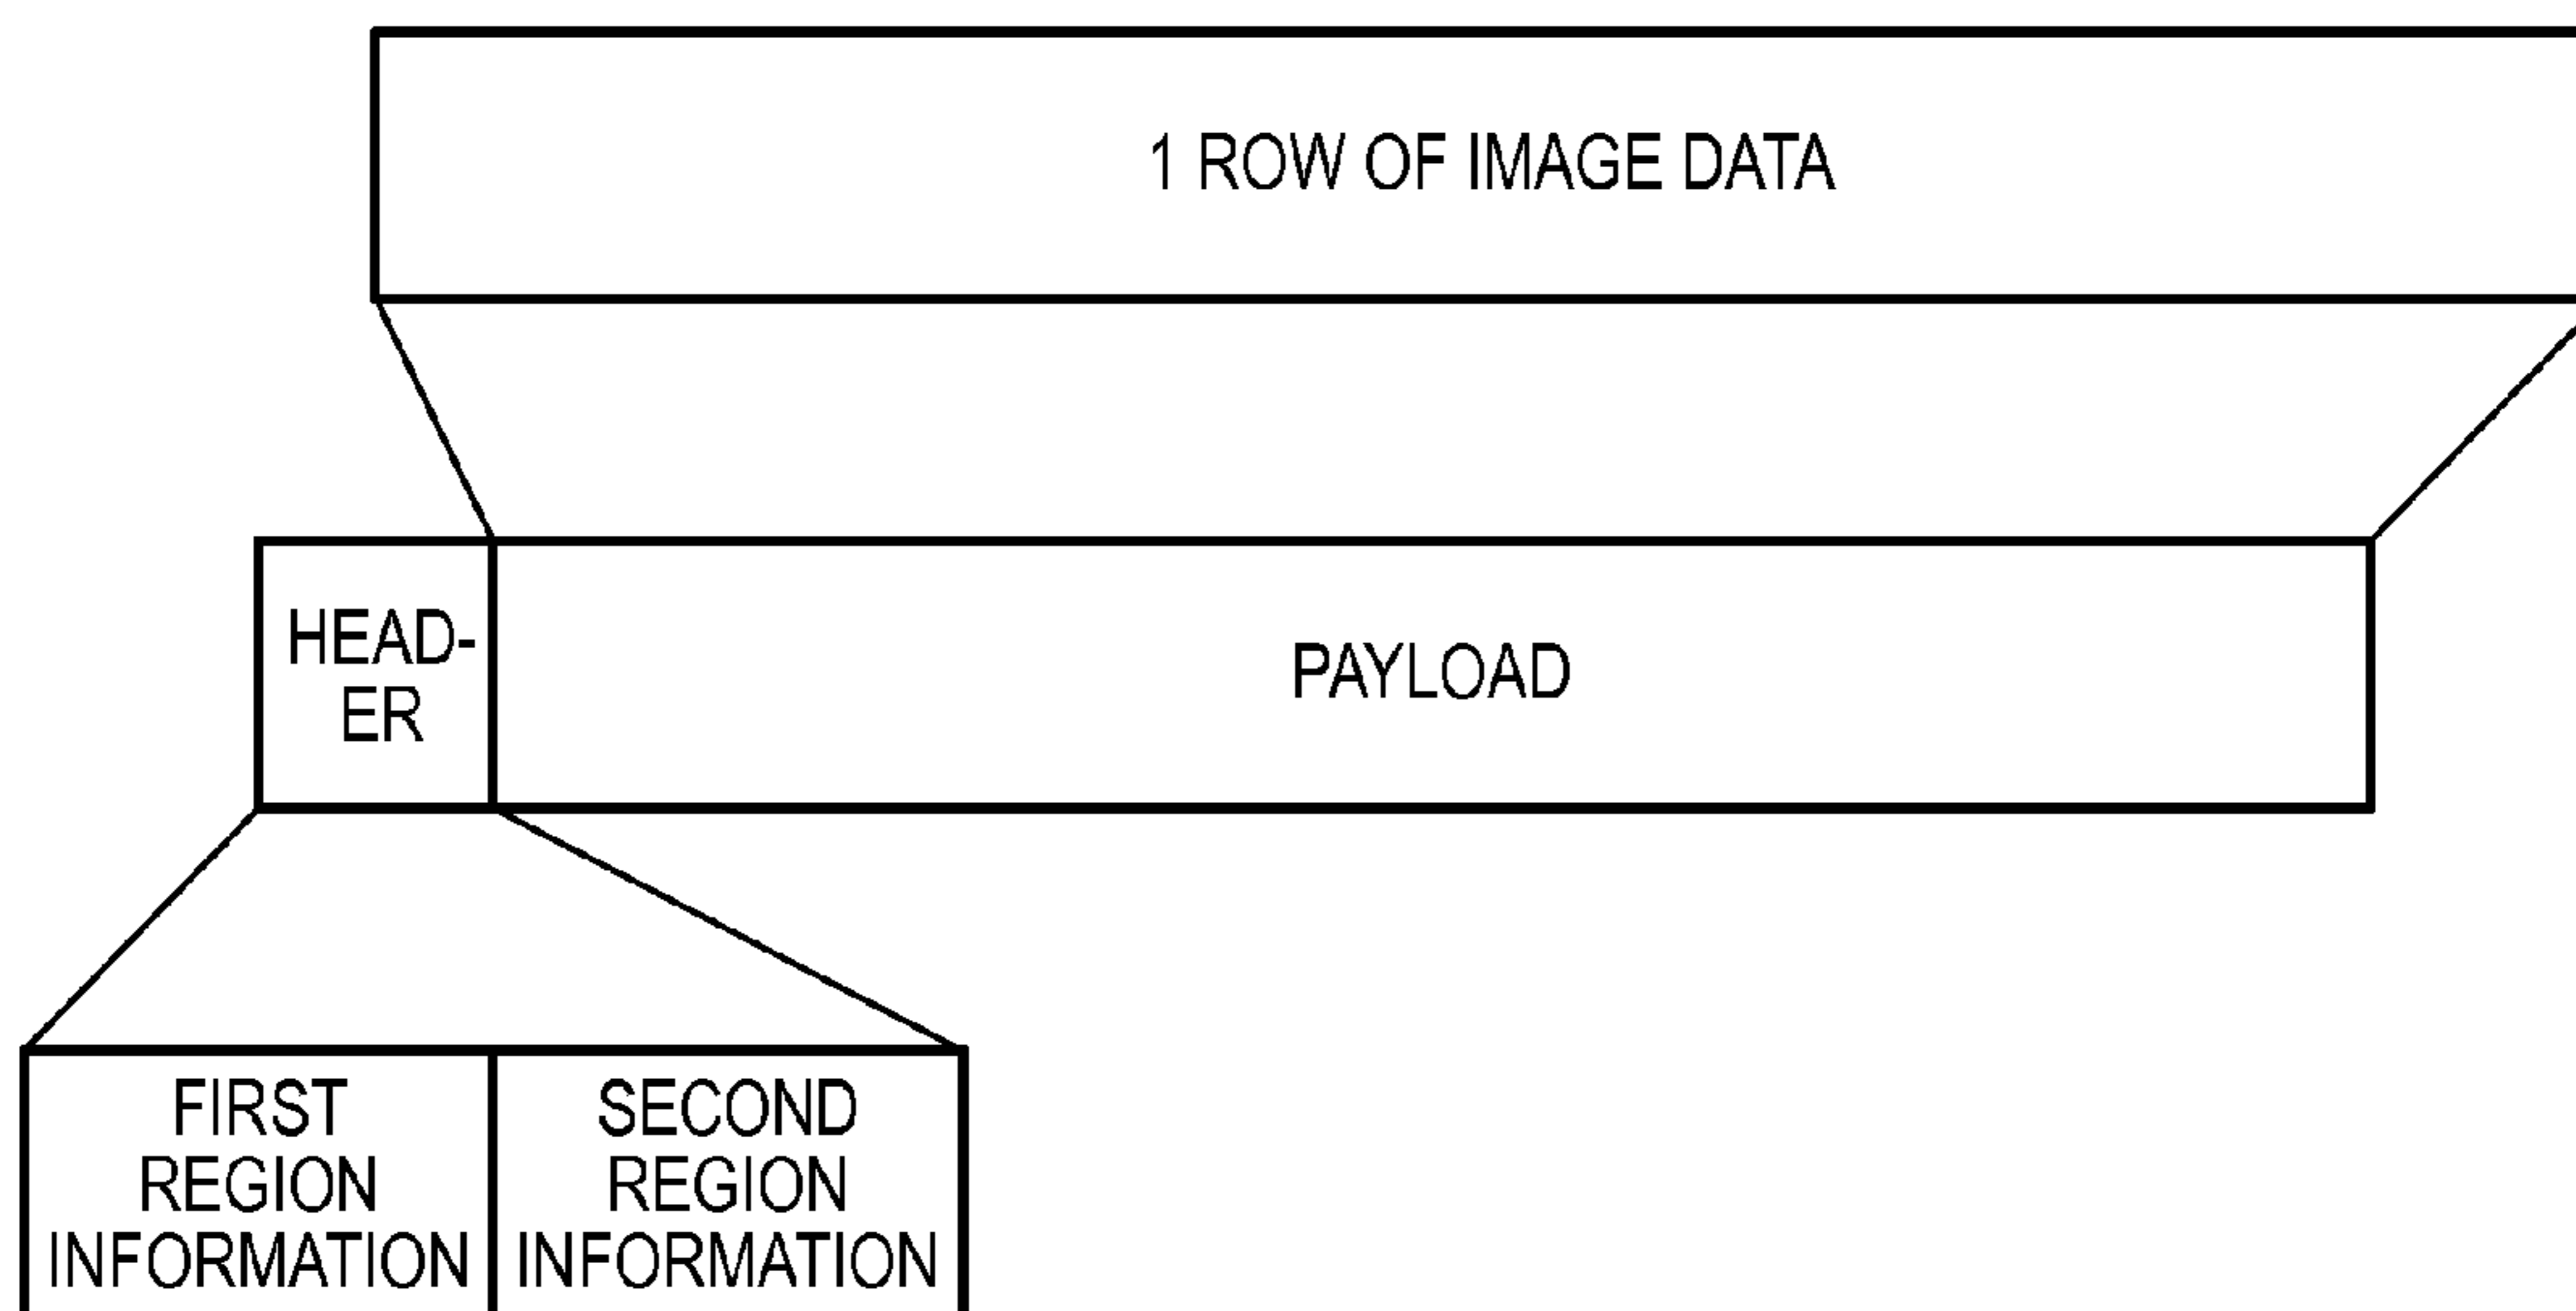 1 ROW OF IMAGE DATA
HEAD-
ER
PAYLOAD
FIRST
REGION
INFORMATION
SECOND
REGION
INFORMATION